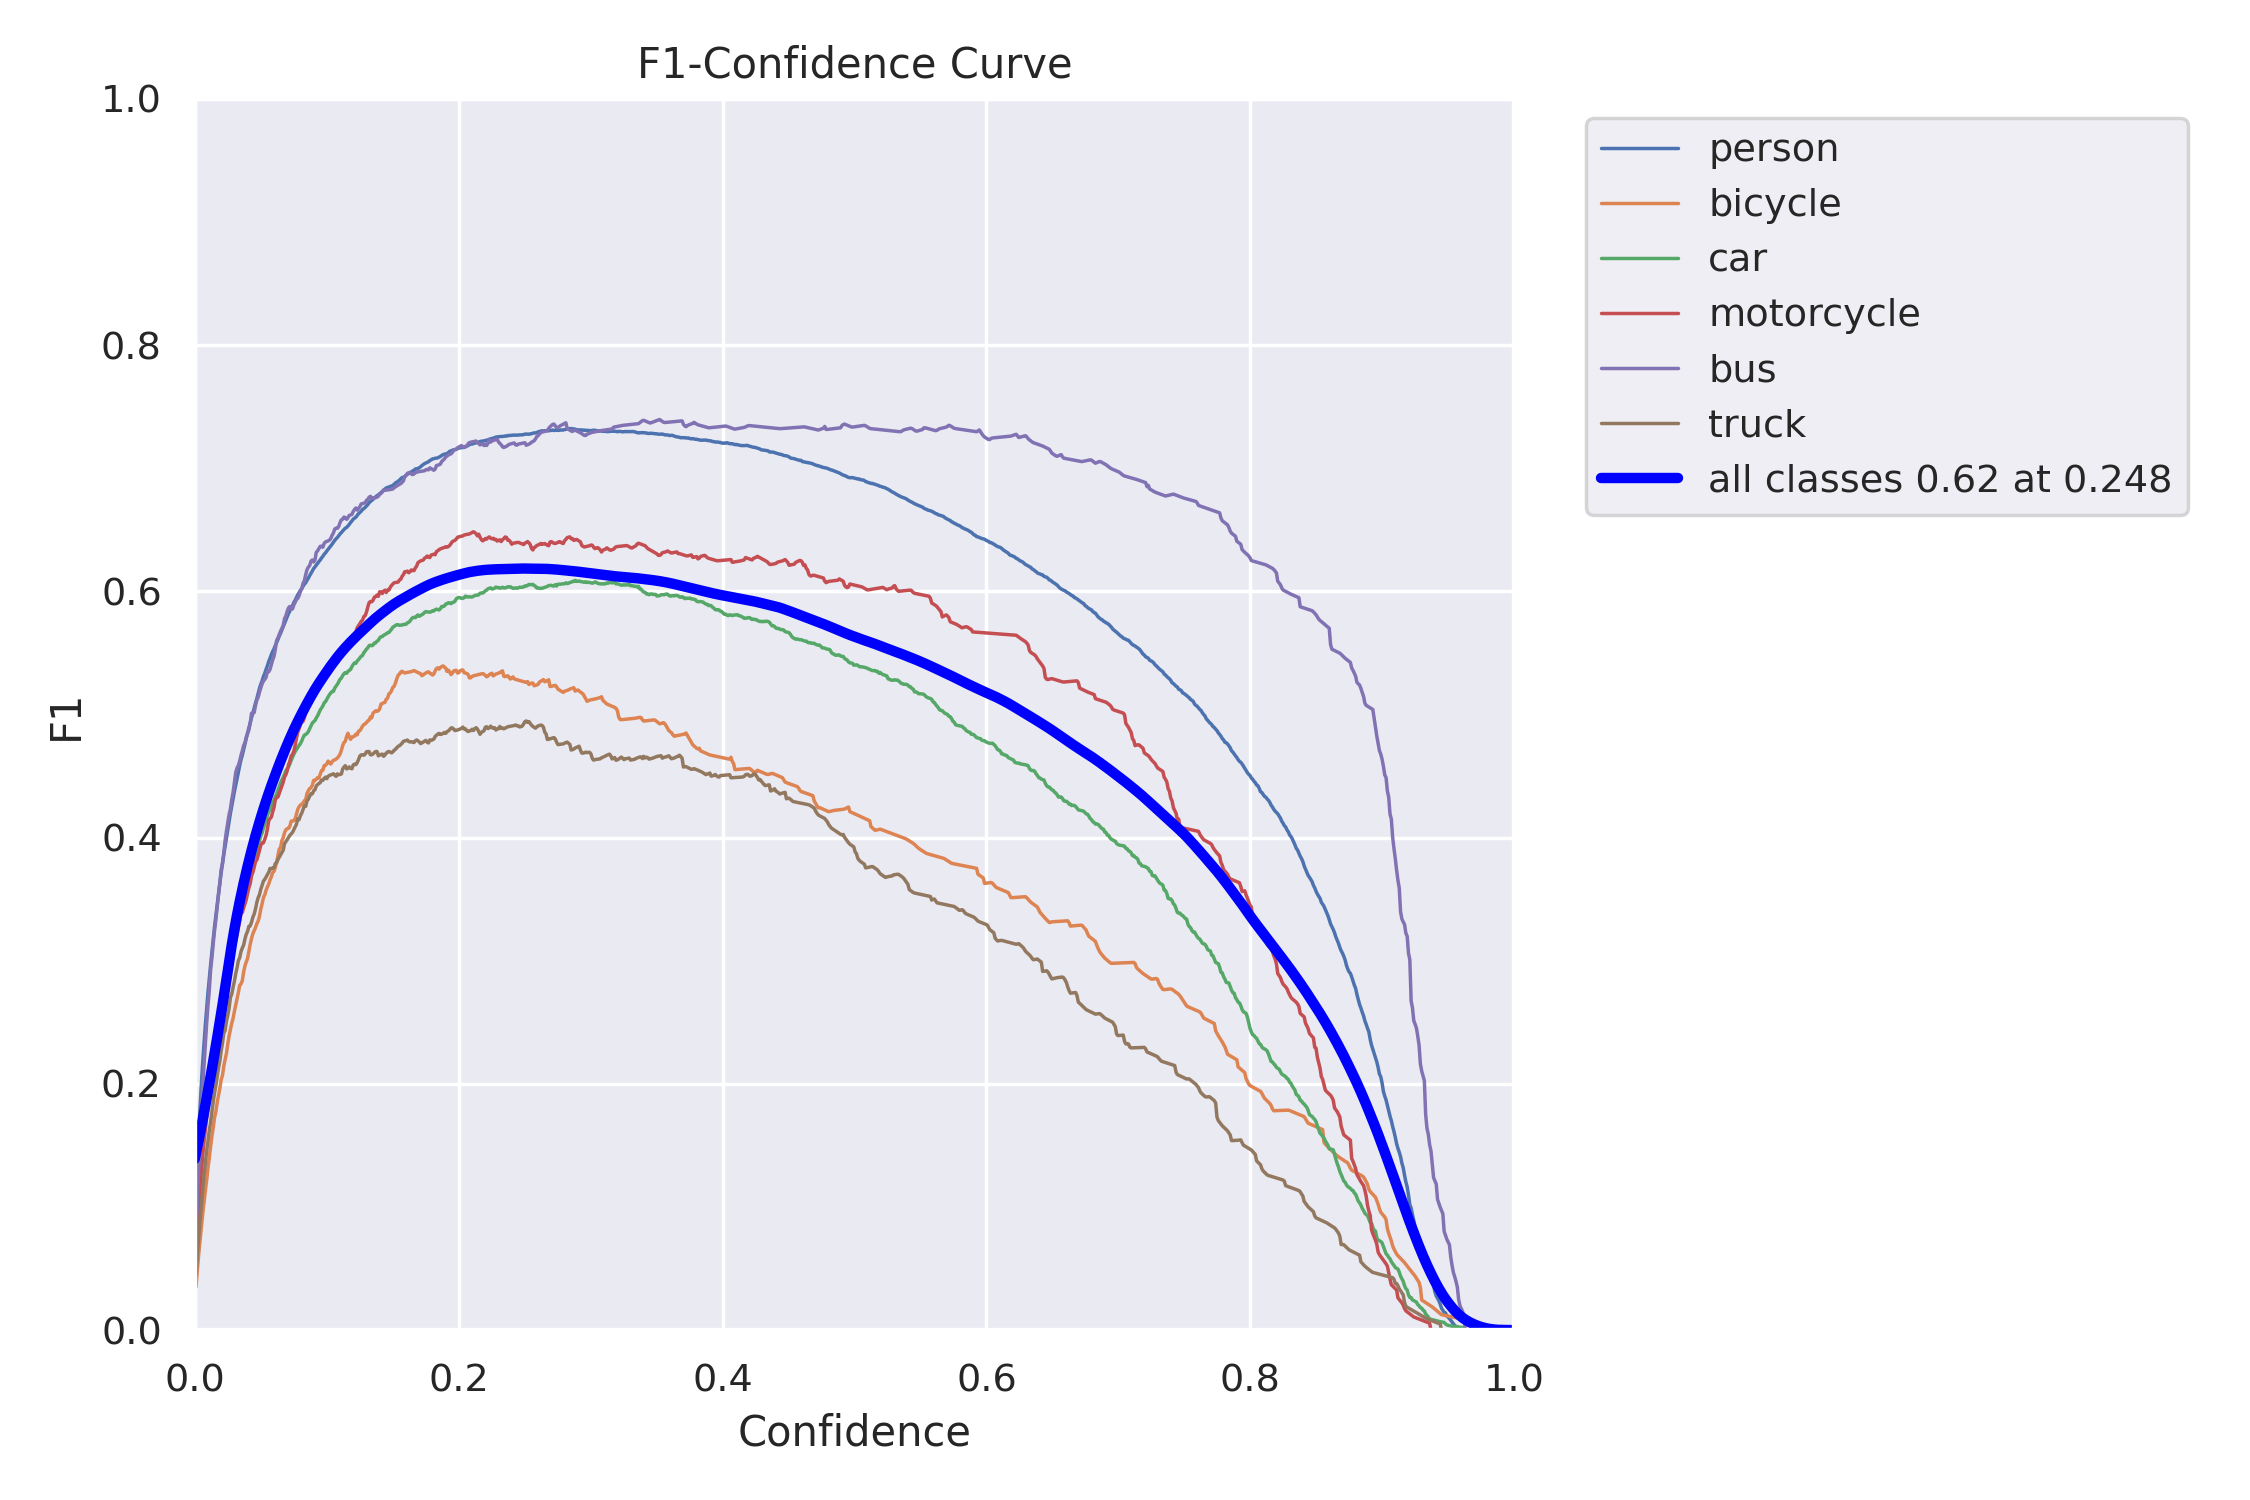 F1-Confidence Curve
1.0
0.8
0.6
0.4
0.2
0.0
F1
0.0 0.2 0.4 0.6 0.8 1.0
Confidence
person
bicycle
car
motorcycle
bus
truck
all classes 0.62 at 0.248